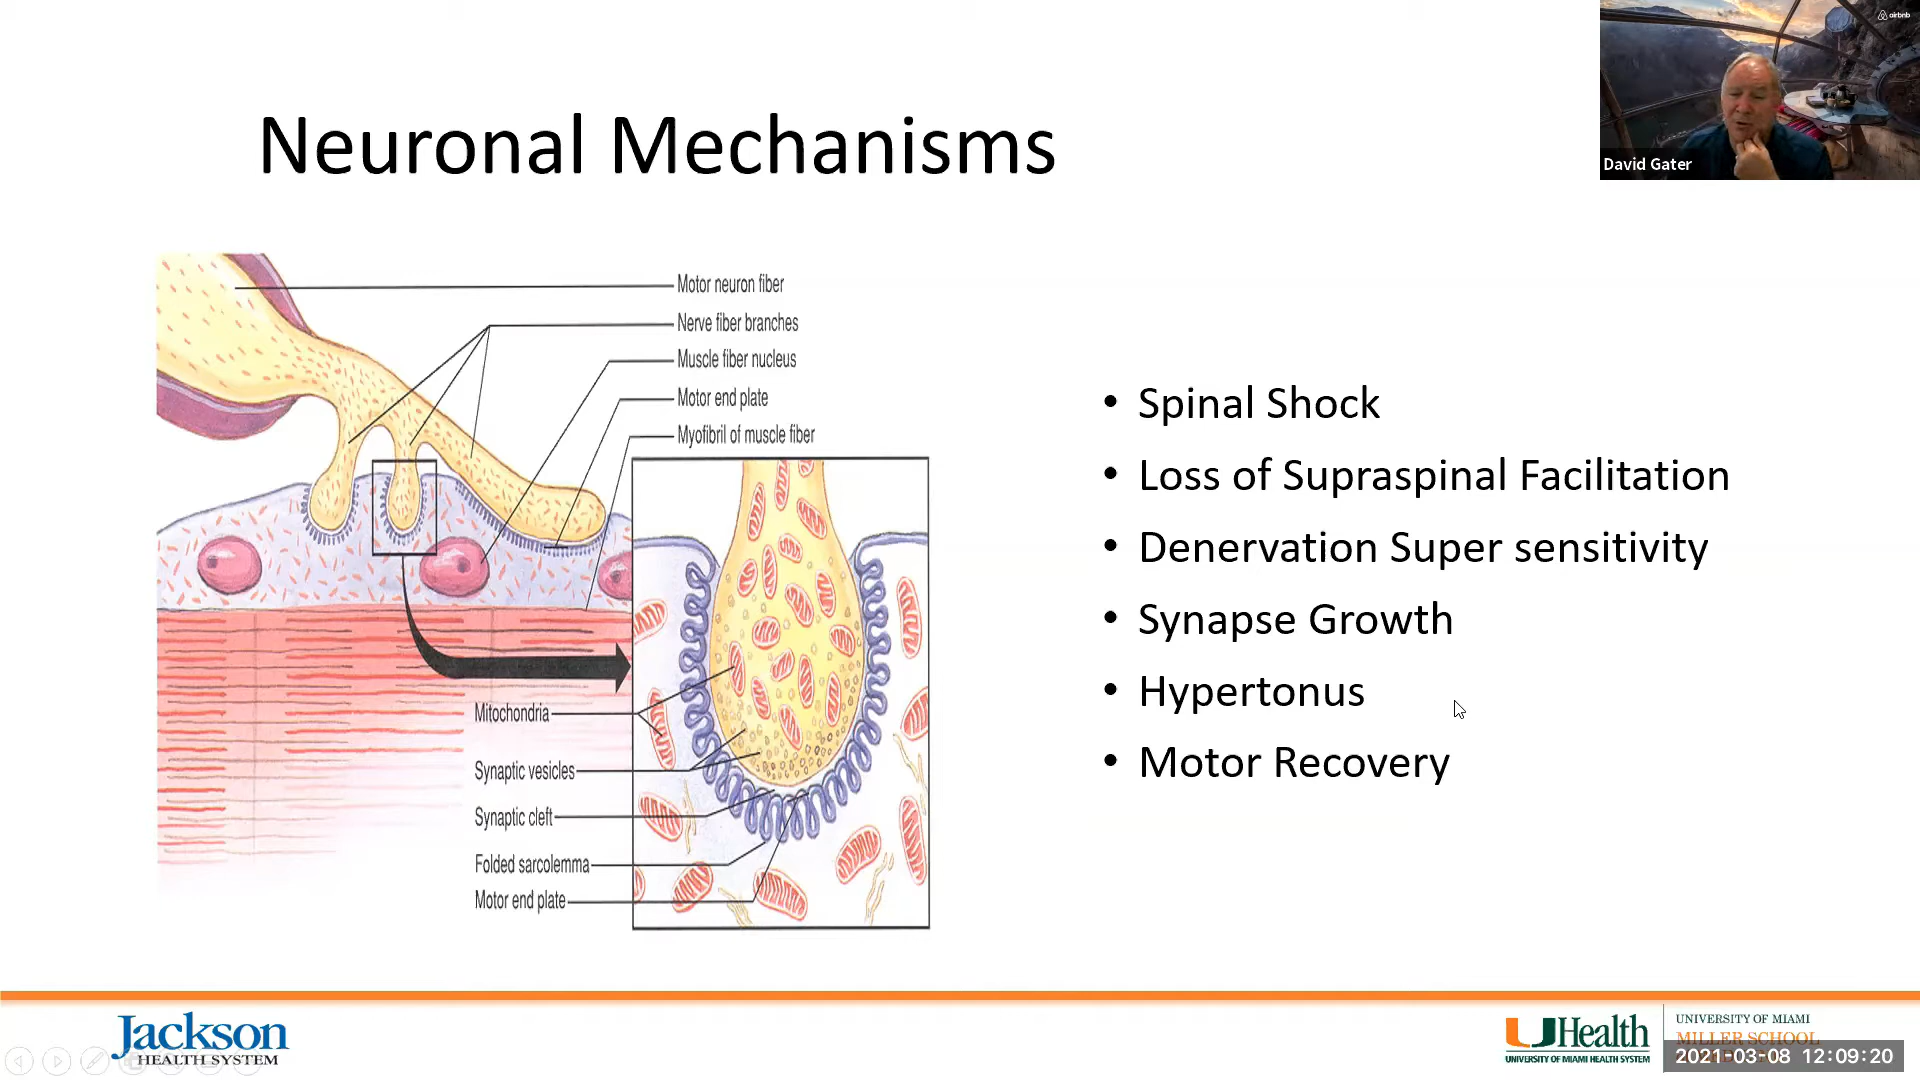 airbnb
David Gater
Neuronal Mechanisms
Motor neuron fiber
Nerve fiber branches
Muscle fiber nucleus
Motor end plate
Myofibril of muscle fiber
Mitochondria
Synaptic vesicles
Synaptic cleft
Folded sarcolemma
Motor end plate
• Spinal Shock
• Loss of Supraspinal Facilitation
• Denervation Super sensitivity
• Synapse Growth
• Hypertonus
• Motor Recovery
Jackson
HEALTH SYSTEM
UHealth
UNIVERSITY OF MIAMI HEALTH SYSTEM
UNIVERSITY OF MIAMI
MILLER SCHOOL
2021-03-08 12:09:20